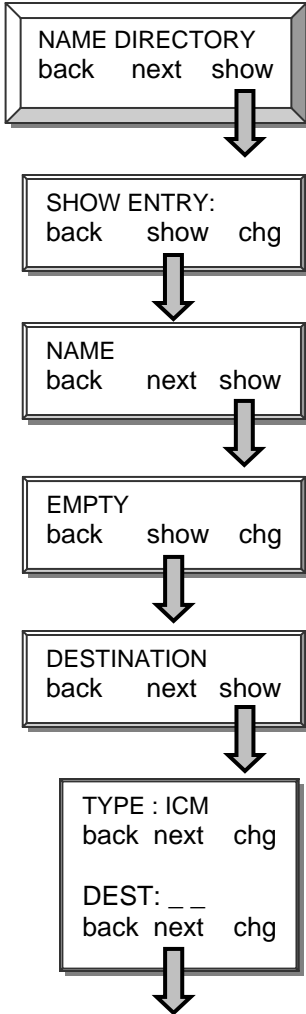 NAME DIRECTORY
back next show
SHOW ENTRY:
back show chg
NAME
back next show
EMPTY
back show chg
DESTINATION
back next show
TYPE : ICM
back next chg
DEST: _ _
back next chg